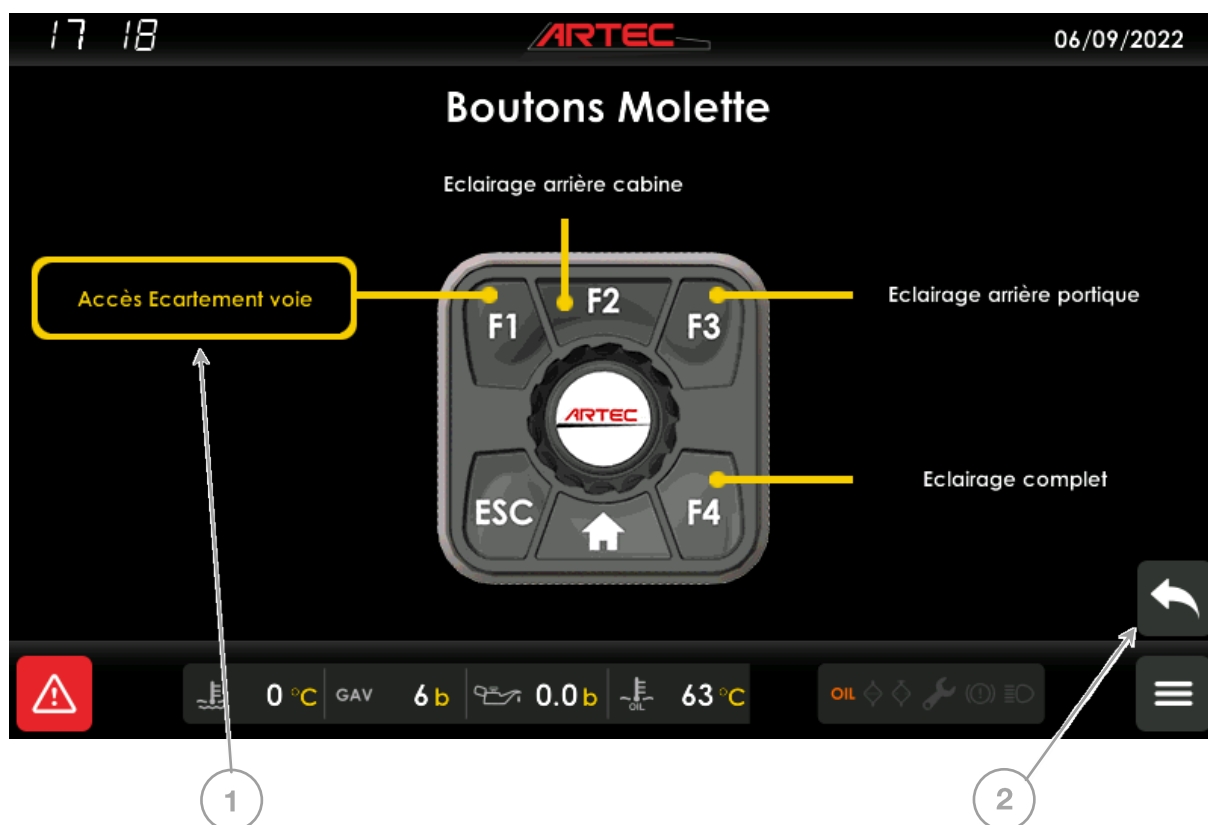 17 18
ARTEC
06/09/2022
Boutons Molette
Eclairage arrière cabine
Accès Ecartement voie
F1
F2
F3
Eclairage arrière portique
ARTEC
ESC
F4
Eclairage complet
0 °C GAV 6 b 0.0 b OIL 63 °C OIL
1
2